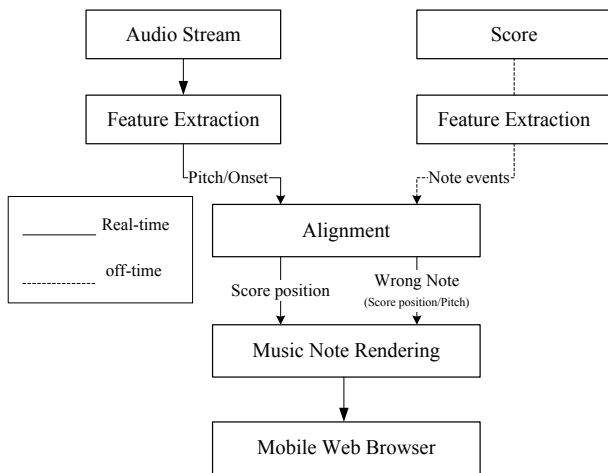 Audio Stream
Score
Feature Extraction
Feature Extraction
Pitch/Onset
Note events
Real-time
off-time
Alignment
Score position
Wrong Note
(Score position/Pitch)
Music Note Rendering
Mobile Web Browser